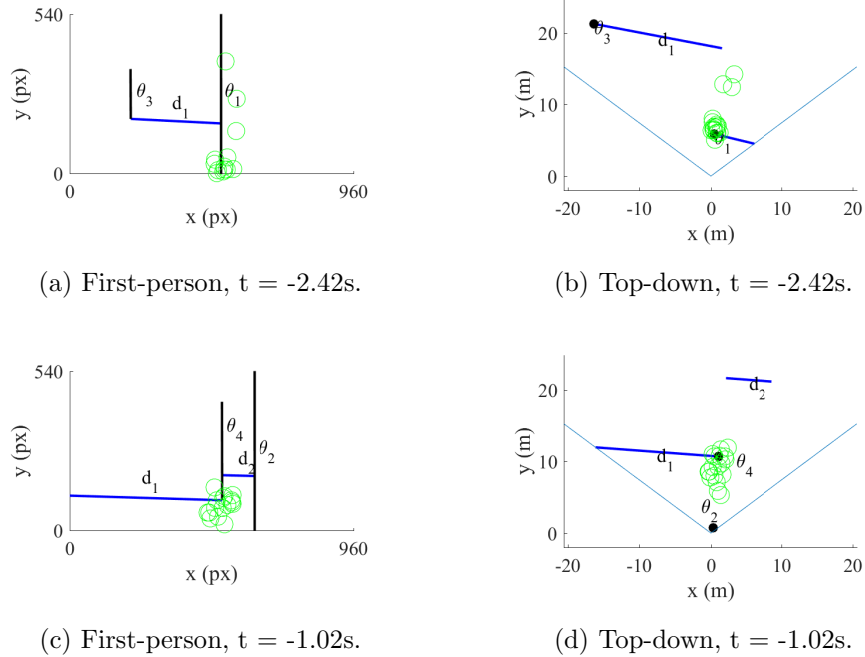 540
y (px)
θ3
d1
θ1
0
0
960
x (px)
(a) First-person, t = -2.42s.
20
10
0
y (m)
θ3
d1
-20
-10
0
10
20
x (m)
(b) Top-down, t = -2.42s.
540
y (px)
θ4
θ2
d2
d1
0
0
960
x (px)
(c) First-person, t = -1.02s.
20
10
0
y (m)
d2
d1
θ4
θ2
-20
-10
0
10
20
x (m)
(d) Top-down, t = -1.02s.